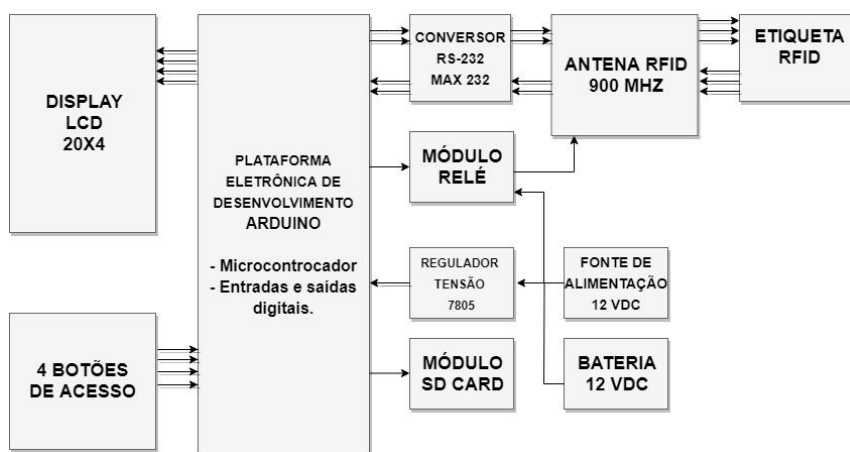 DISPLAY
LCD
20X4
4 BOTÕES
DE ACESSO
PLATAFORMA
ELETRÔNICA DE
DESENVOLVIMENTO
ARDUINO
- Microcontrocador
- Entradas e saídas
digitais.
CONVERSOR
RS-232
MAX 232
MÓDULO
RELÉ
REGULADOR
TENSÃO
7805
MÓDULO
SD CARD
ANTENA RFID
900 MHZ
FONTE DE
ALIMENTAÇÃO
12 VDC
BATERIA
12 VDC
ETIQUETA
RFID